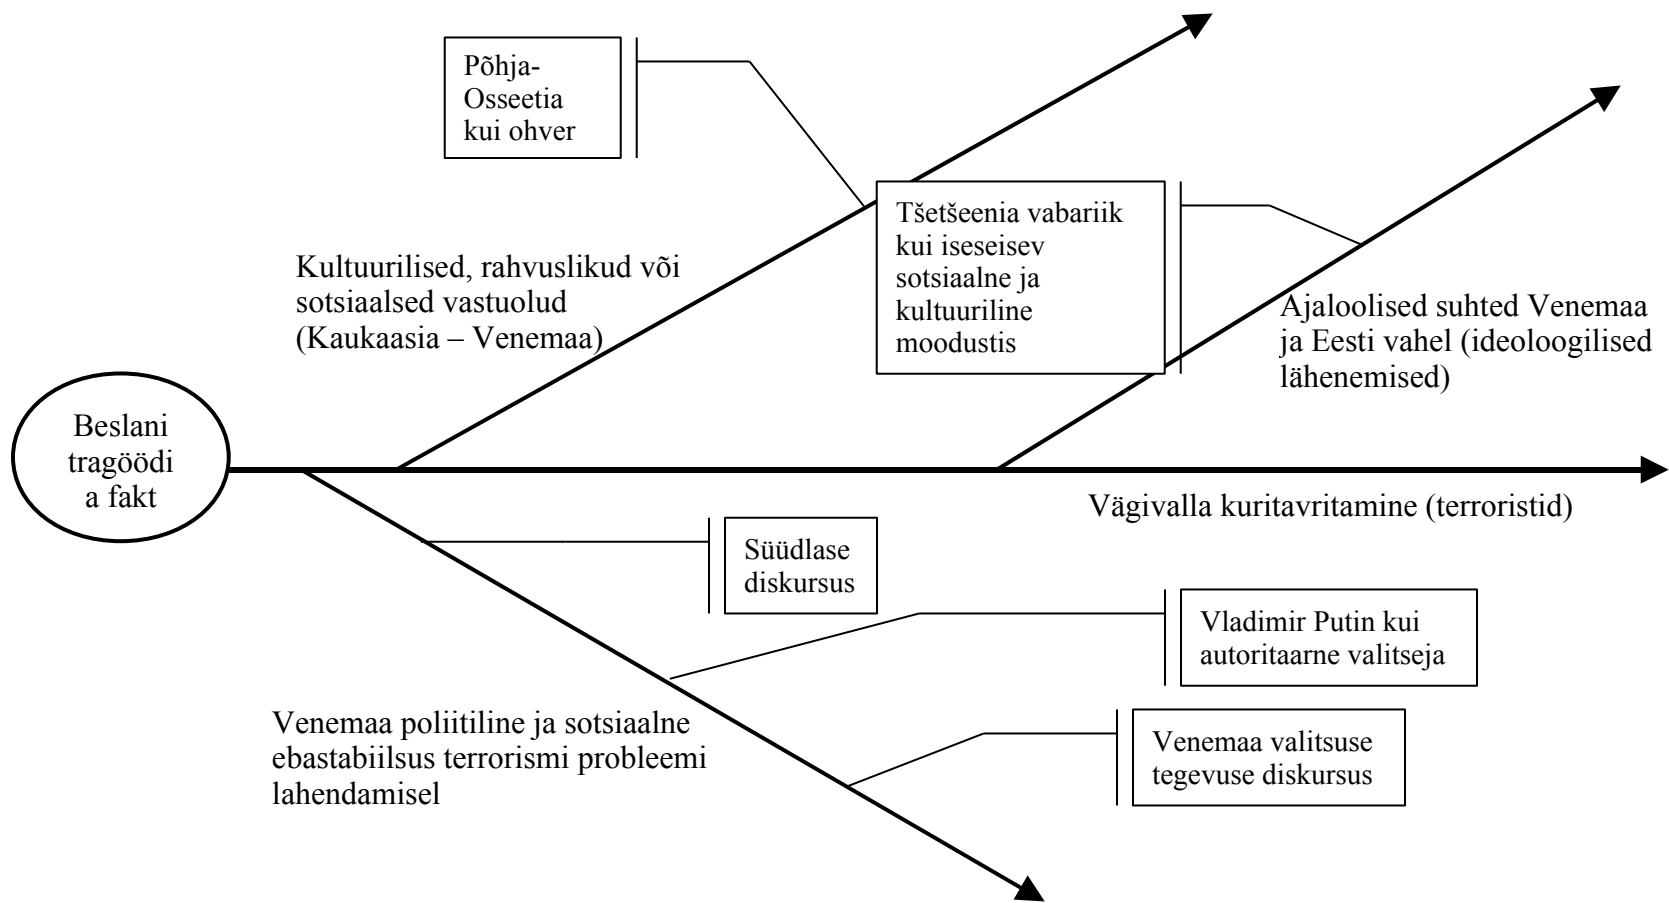 Põhja-
Osseetia
kui ohver
Tšetšeenia vabariik
kui iseseisev
sotsiaalne ja
kultuuriline
moodustis
Kultuurilised, rahvuslikud või
sotsiaalsed vastuolud
(Kaukaasia – Venemaa)
Ajaloolised suhted Venemaa
ja Eesti vahel (ideoloogilised
lähenemised)
Beslani
tragöödi
a fakt
Vägivalla kuritavritamine (terroristid)
Süüdlase
diskursus
Vladimir Putin kui
autoritaarne valitseja
Venemaa poliitiline ja sotsiaalne
ebastabiilsus terrorismi probleemi
lahendamisel
Venemaa valitsuse
tegevuse diskursus